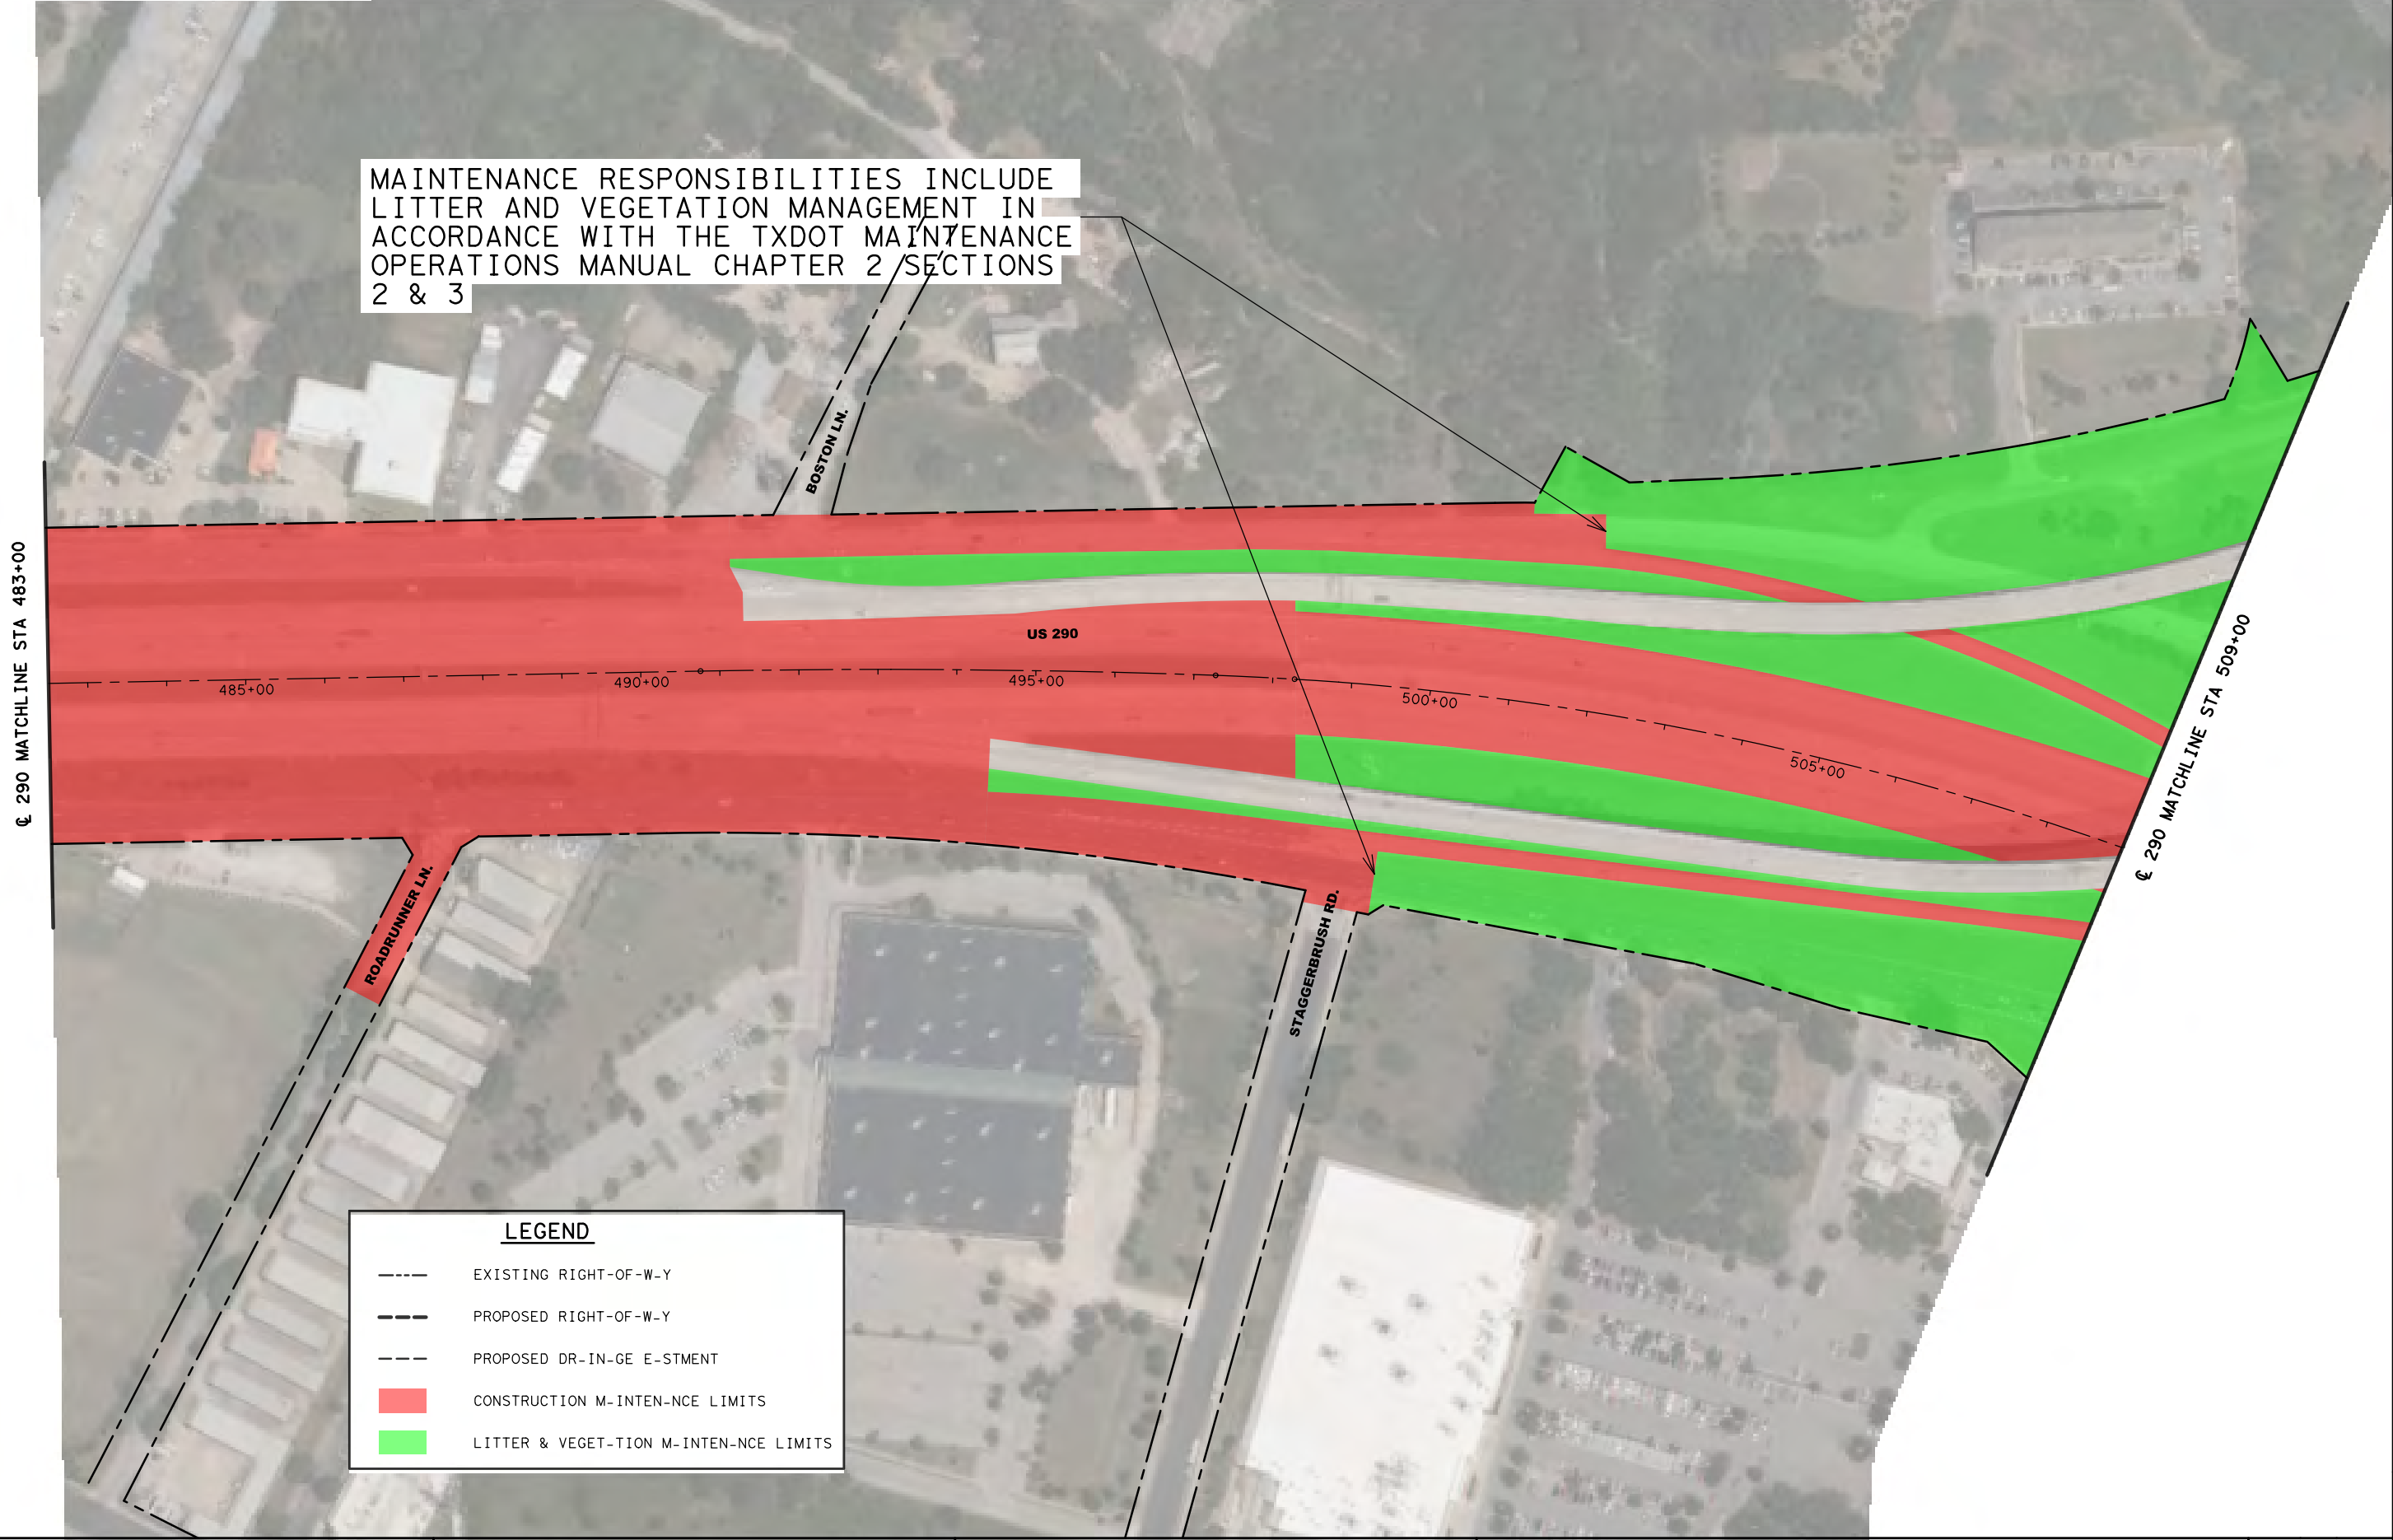 MAINTENANCE RESPONSIBILITIES INCLUDE
LITTER AND VEGETATION MANAGEMENT IN
ACCORDANCE WITH THE TXDOT MAINTENANCE
OPERATIONS MANUAL CHAPTER 2 SECTIONS
2 & 3
BOSTON LN.
℄ 290 MATCHLINE STA 483+00
US 290
485+00
490+00
495+00
500+00
505+00
℄ 290 MATCHLINE STA 509+00
ROADRUNNER LN.
STAGGERBRUSH RD.
LEGEND
EXISTING RIGHT-OF-W-Y
PROPOSED RIGHT-OF-W-Y
PROPOSED DR-IN-GE E-STMENT
CONSTRUCTION M-INTEN-NCE LIMITS
LITTER & VEGET-TION M-INTEN-NCE LIMITS